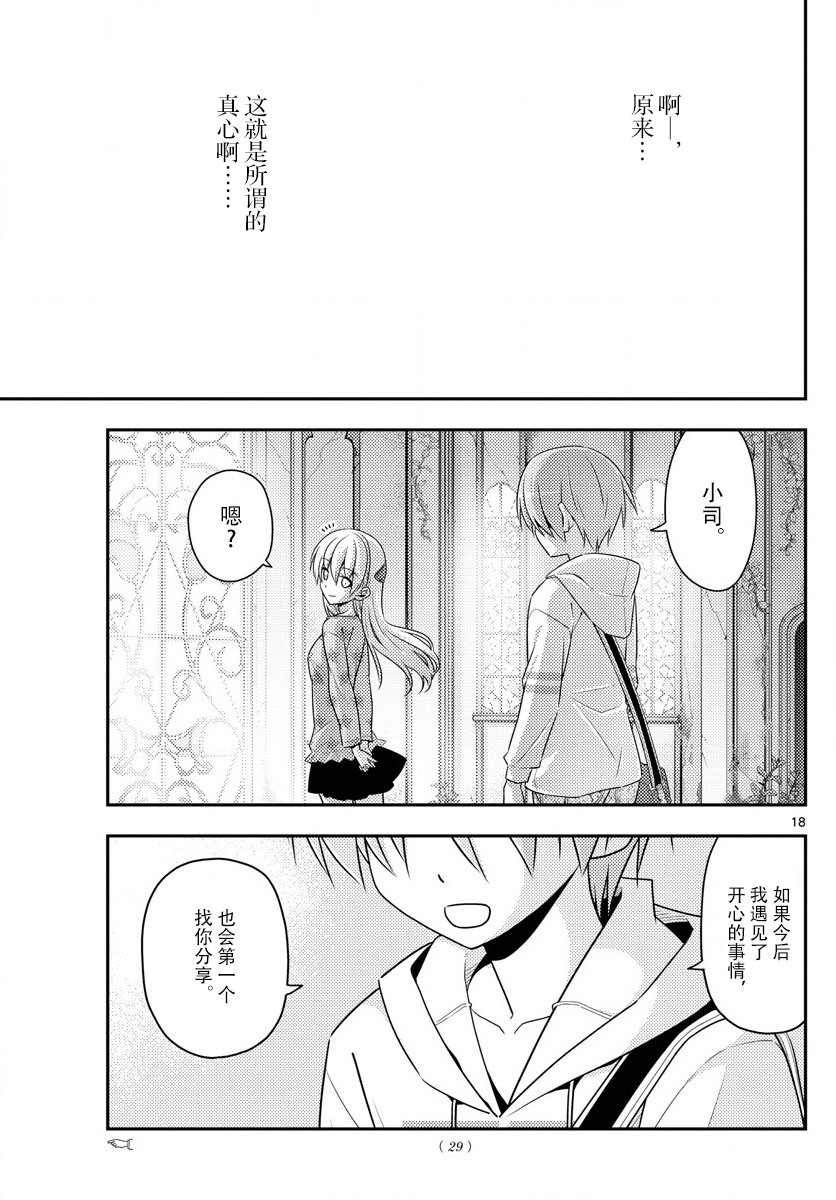 啊—，
原来…
这就是所谓的
真心啊……
小司。
嗯？
18
如果今后
我遇见了
开心的事情，
也会第一个
找你分享。
（29）